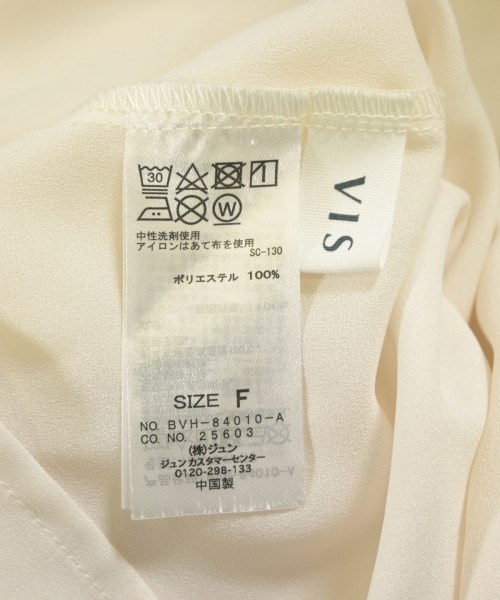 30
W
中性洗剤使用
アイロンはあて布を使用
SC-130
ポリエステル 100%
SIZE F
NO. BVH-84010-A
CO. NO. 25603
(株)ジュン
ジュンカスタマーセンター
0120-298-133
中国製
VIS